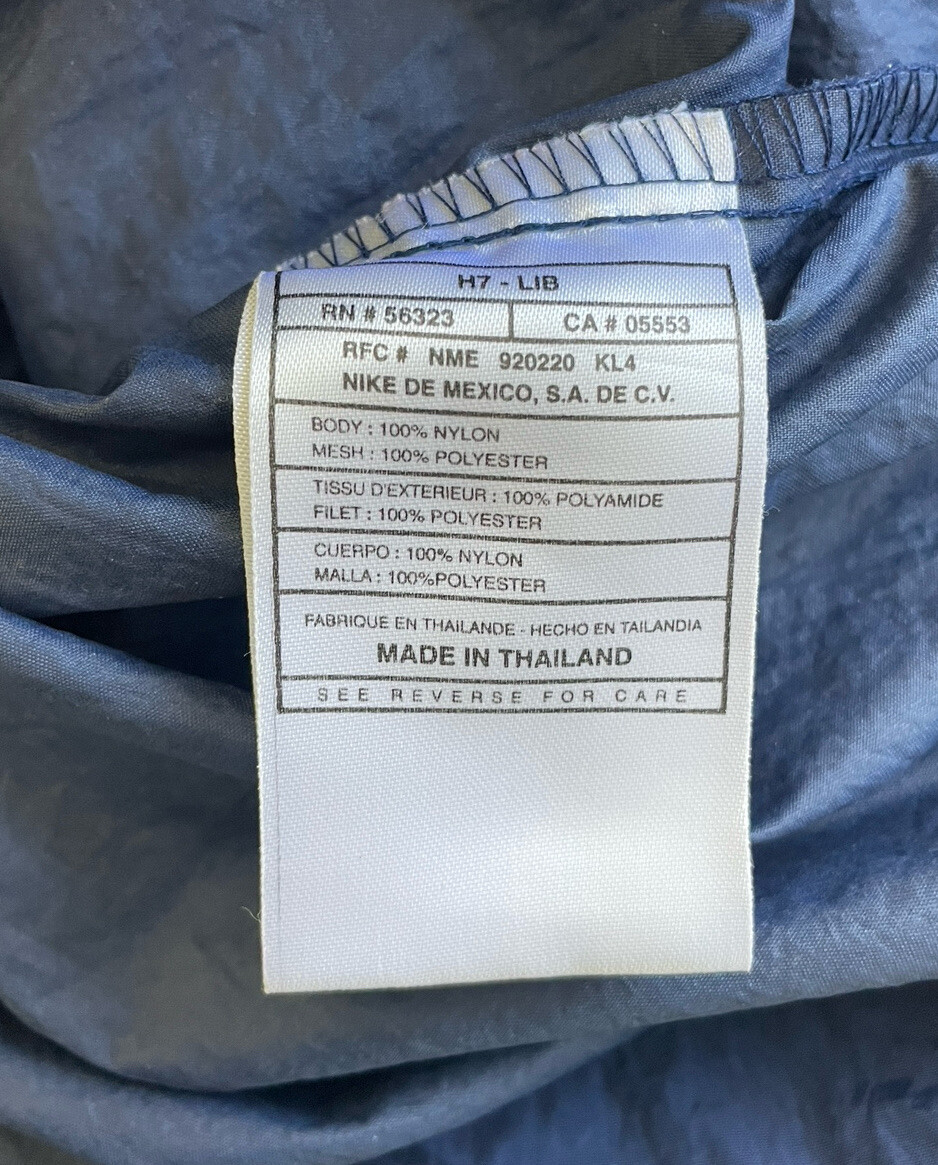 H7 - LIB
RN # 56323 CA # 05553
RFC # NME 920220 KL4
NIKE DE MEXICO, S.A. DE C.V.
BODY : 100% NYLON
MESH : 100% POLYESTER
TISSU D'EXTERIEUR : 100% POLYAMIDE
FILET : 100% POLYESTER
CUERPO : 100% NYLON
MALLA : 100%POLYESTER
FABRIQUE EN THAILANDE - HECHO EN TAILANDIA
MADE IN THAILAND
SEE REVERSE FOR CARE